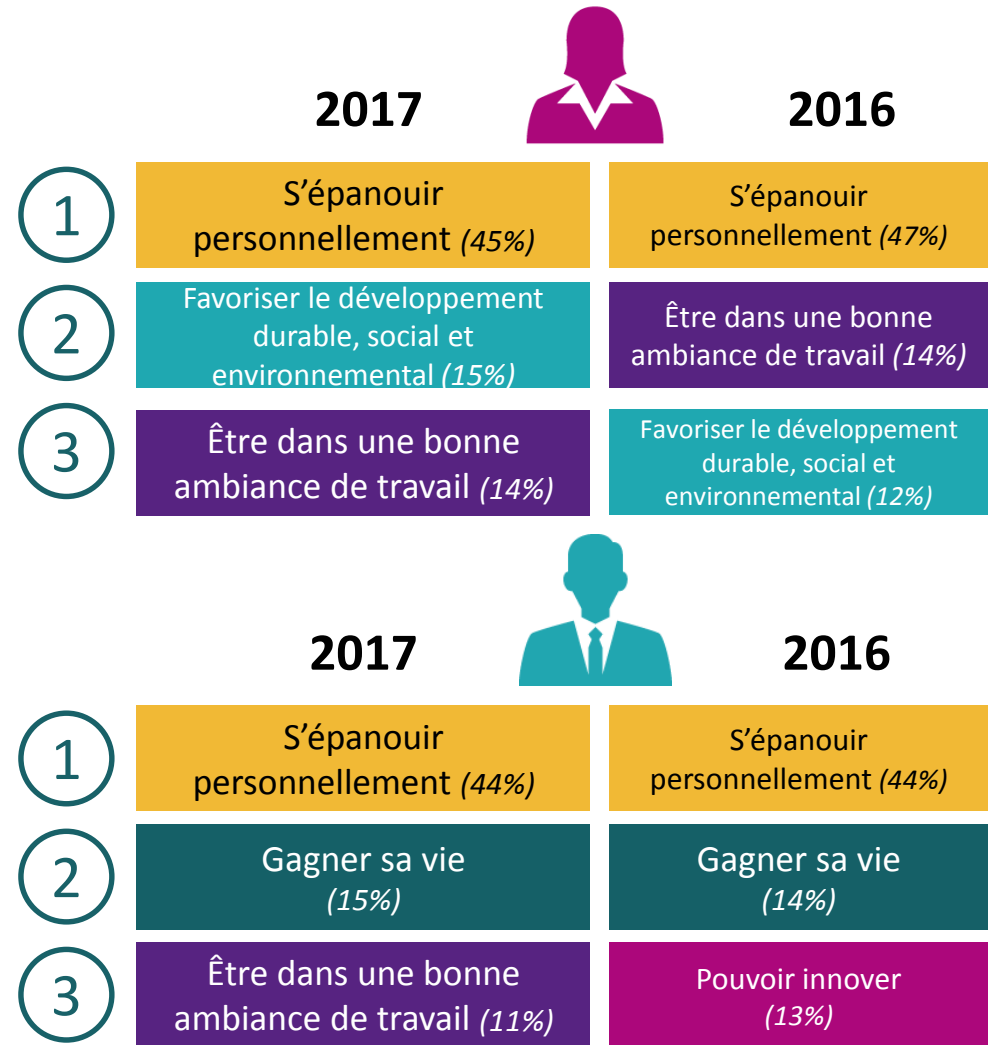 2017
2016
1
S'épanouir
personnellement (45%)
S'épanouir
personnellement (47%)
2
Favoriser le développement
durable, social et
environnemental (15%)
Être dans une bonne
ambiance de travail (14%)
3
Être dans une bonne
ambiance de travail (14%)
Favoriser le développement
durable, social et
environnemental (12%)
2017
2016
1
S'épanouir
personnellement (44%)
S'épanouir
personnellement (44%)
2
Gagner sa vie
(15%)
Gagner sa vie
(14%)
3
Être dans une bonne
ambiance de travail (11%)
Pouvoir innover
(13%)